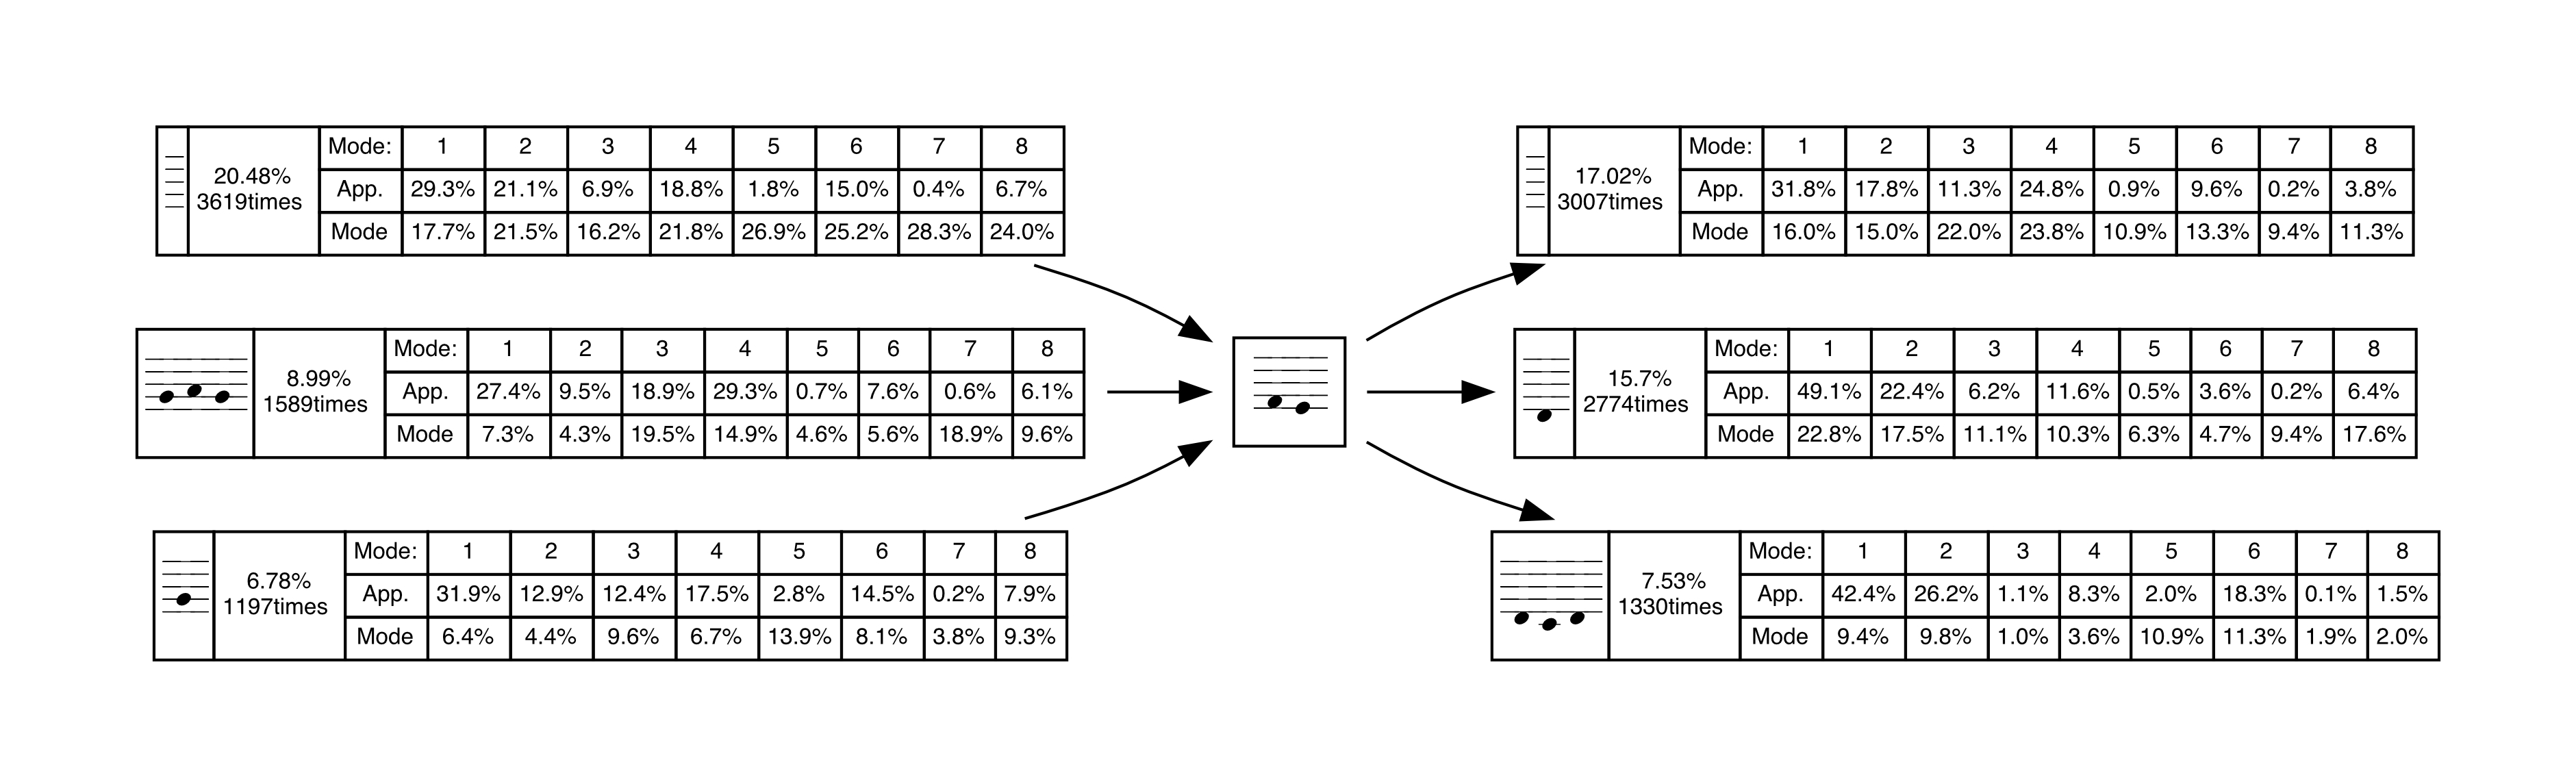 20.48%
3619times
Mode: 1 2 3 4 5 6 7 8
App. 29.3% 21.1% 6.9% 18.8% 1.8% 15.0% 0.4% 6.7%
Mode 17.7% 21.5% 16.2% 21.8% 26.9% 25.2% 28.3% 24.0%
8.99%
1589times
Mode: 1 2 3 4 5 6 7 8
App. 27.4% 9.5% 18.9% 29.3% 0.7% 7.6% 0.6% 6.1%
Mode 7.3% 4.3% 19.5% 14.9% 4.6% 5.6% 18.9% 9.6%
6.78%
1197times
Mode: 1 2 3 4 5 6 7 8
App. 31.9% 12.9% 12.4% 17.5% 2.8% 14.5% 0.2% 7.9%
Mode 6.4% 4.4% 9.6% 6.7% 13.9% 8.1% 3.8% 9.3%
17.02%
3007times
Mode: 1 2 3 4 5 6 7 8
App. 31.8% 17.8% 11.3% 24.8% 0.9% 9.6% 0.2% 3.8%
Mode 16.0% 15.0% 22.0% 23.8% 10.9% 13.3% 9.4% 11.3%
15.7%
2774times
Mode: 1 2 3 4 5 6 7 8
App. 49.1% 22.4% 6.2% 11.6% 0.5% 3.6% 0.2% 6.4%
Mode 22.8% 17.5% 11.1% 10.3% 6.3% 4.7% 9.4% 17.6%
7.53%
1330times
Mode: 1 2 3 4 5 6 7 8
App. 42.4% 26.2% 1.1% 8.3% 2.0% 18.3% 0.1% 1.5%
Mode 9.4% 9.8% 1.0% 3.6% 10.9% 11.3% 1.9% 2.0%